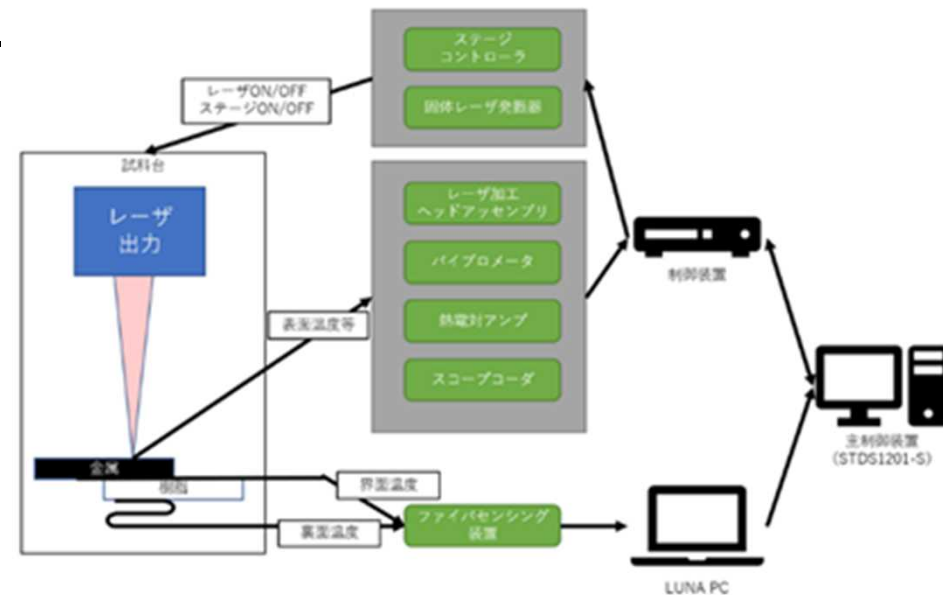 ステージ
コントローラ
固体レーザ発振器
レーザON/OFF
ステージON/OFF
試料台
レーザ
出力
レーザ加工
ヘッドアッセンブリ
パイロメータ
熱電対アンプ
スコープコーダ
表面温度等
制御装置
主制御装置
(STDS1201-S)
金属
樹脂
界面温度
裏面温度
ファイバセンシング
装置
LUNA PC